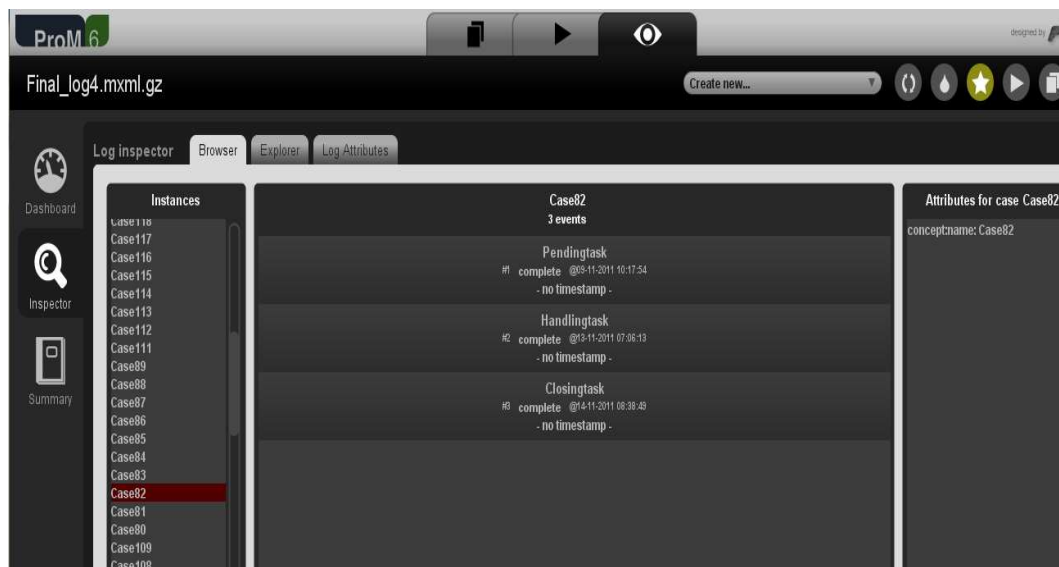 ProM 6
designed by
Final_log4.mxml.gz
Create new...
Log inspector
Browser
Explorer
Log Attributes
Dashboard
Inspector
Summary
Instances
Case118
Case117
Case116
Case115
Case114
Case113
Case112
Case111
Case89
Case88
Case87
Case86
Case85
Case84
Case83
Case82
Case81
Case80
Case109
Case108
Case82
3 events
Pendingtask
#1 complete @09-11-2011 10:17:54
- no timestamp -
Handlingtask
#2 complete @13-11-2011 07:06:13
- no timestamp -
Closingtask
#3 complete @14-11-2011 08:38:49
- no timestamp -
Attributes for case Case82
concept:name: Case82